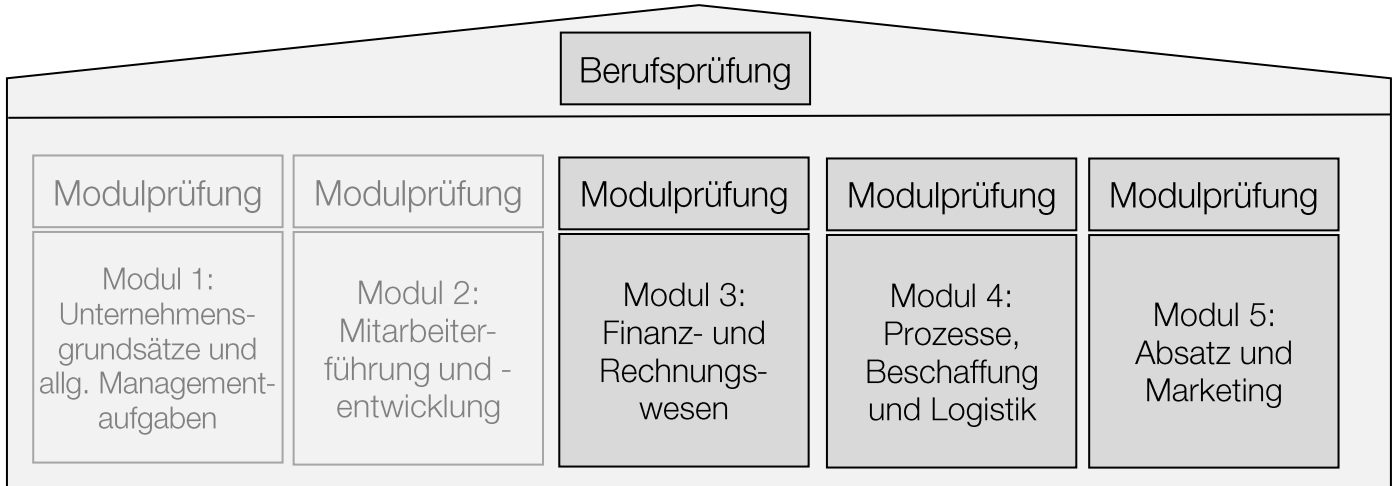 Berufsprüfung
Modulprüfung
Modulprüfung
Modulprüfung
Modulprüfung
Modulprüfung
Modul 1:
Unternehmens-
grundsätze und
allg. Management-
aufgaben
Modul 2:
Mitarbeiter-
führung und -
entwicklung
Modul 3:
Finanz- und
Rechnungs-
wesen
Modul 4:
Prozesse,
Beschaffung
und Logistik
Modul 5:
Absatz und
Marketing